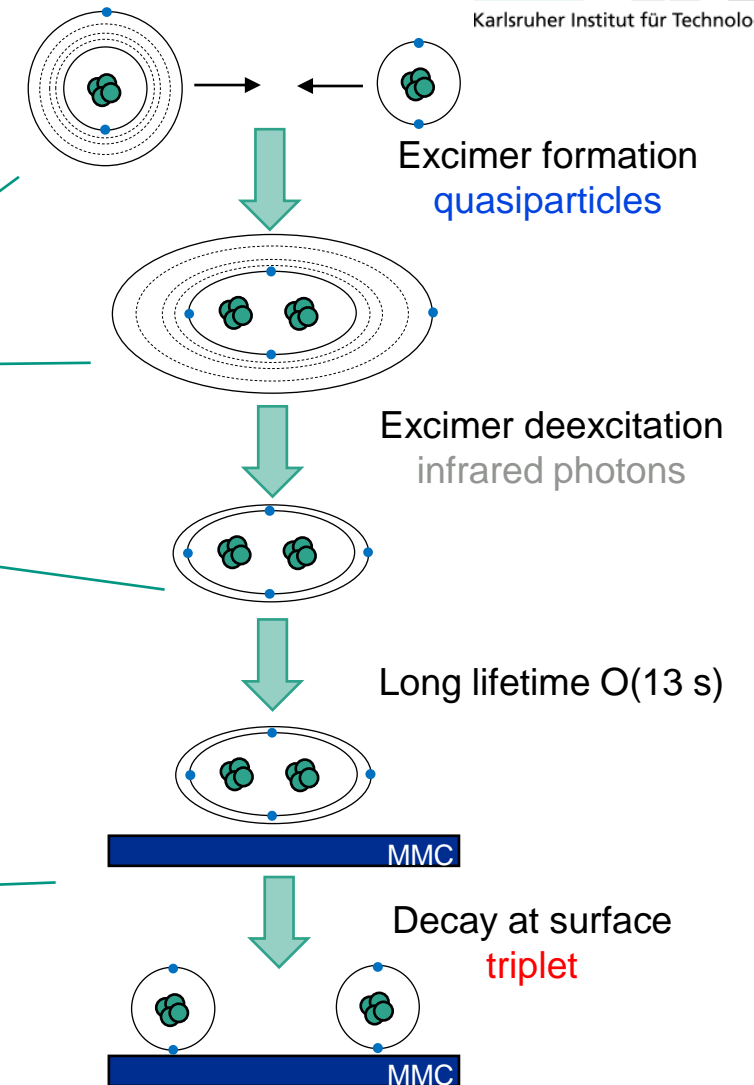 Karlsruher Institut für Technolo
Excimer formation
quasiparticles
Excimer deexcitation
infrared photons
Long lifetime O(13 s)
MMC
Decay at surface
triplet
MMC